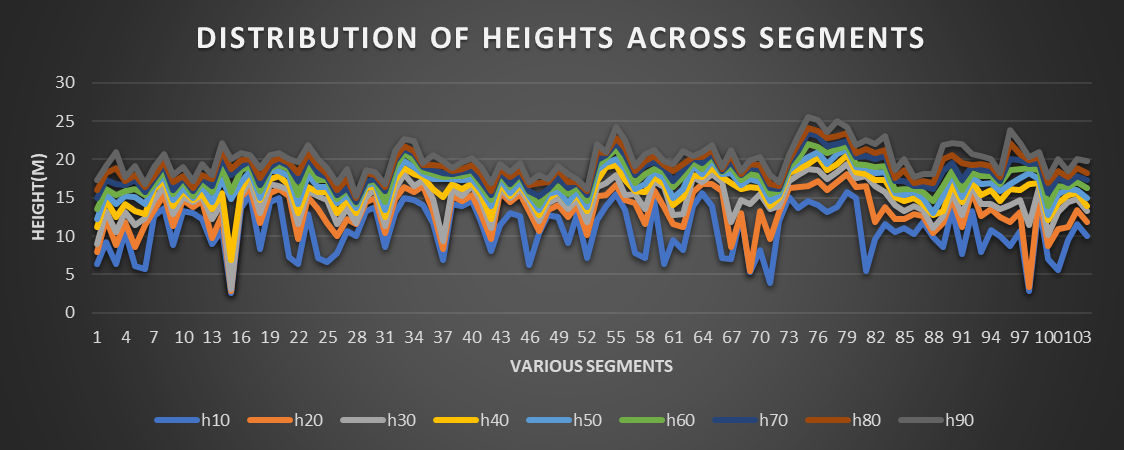 DISTRIBUTION OF HEIGHTS ACROSS SEGMENTS
30
25
20
15
10
5
0
HEIGHT(M)
1 4 7 10 13 16 19 22 25 28 31 34 37 40 43 46 49 52 55 58 61 64 67 70 73 76 79 82 85 88 91 94 97 100 103
VARIOUS SEGMENTS
h10 h20 h30 h40 h50 h60 h70 h80 h90